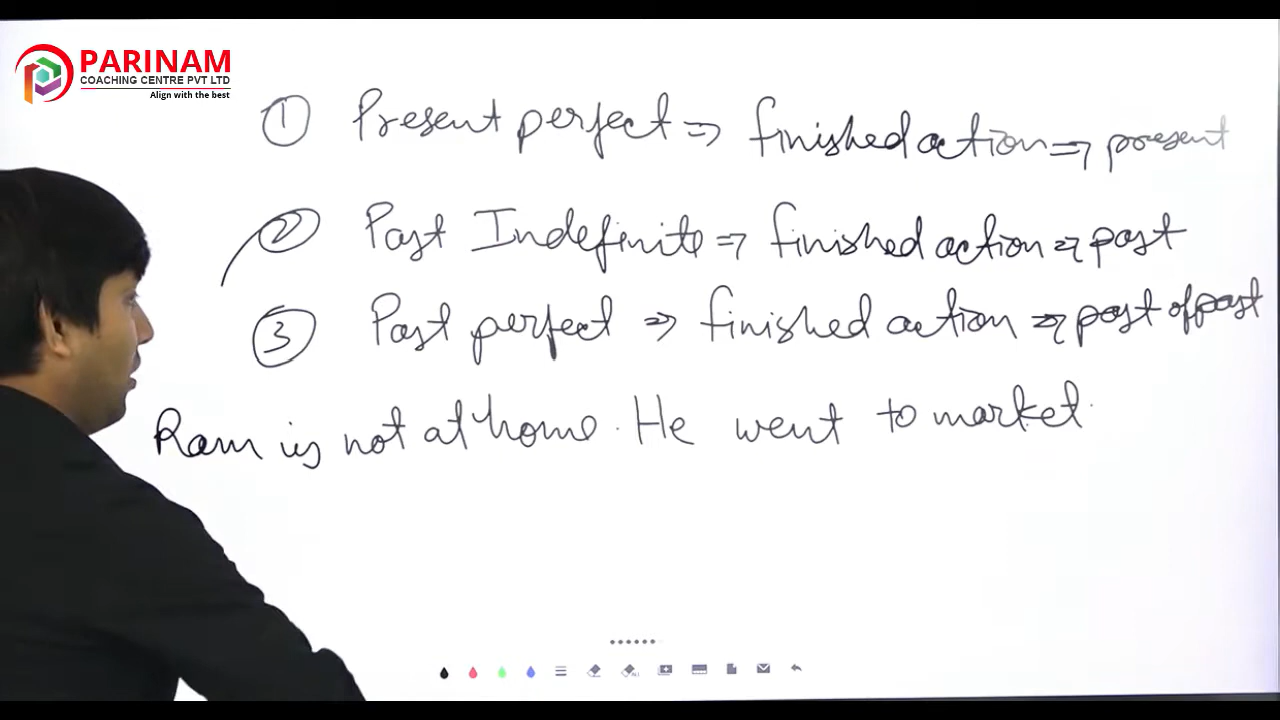 PARINAM
COACHING CENTRE PVT LTD
Align with the best
① Present perfect ⇒ finished action ⇒ present
② Past Indefinite ⇒ finished action ⇒ past
③ Past perfect ⇒ finished action ⇒ past of past
Ram is not at home. He went to market.
ALL